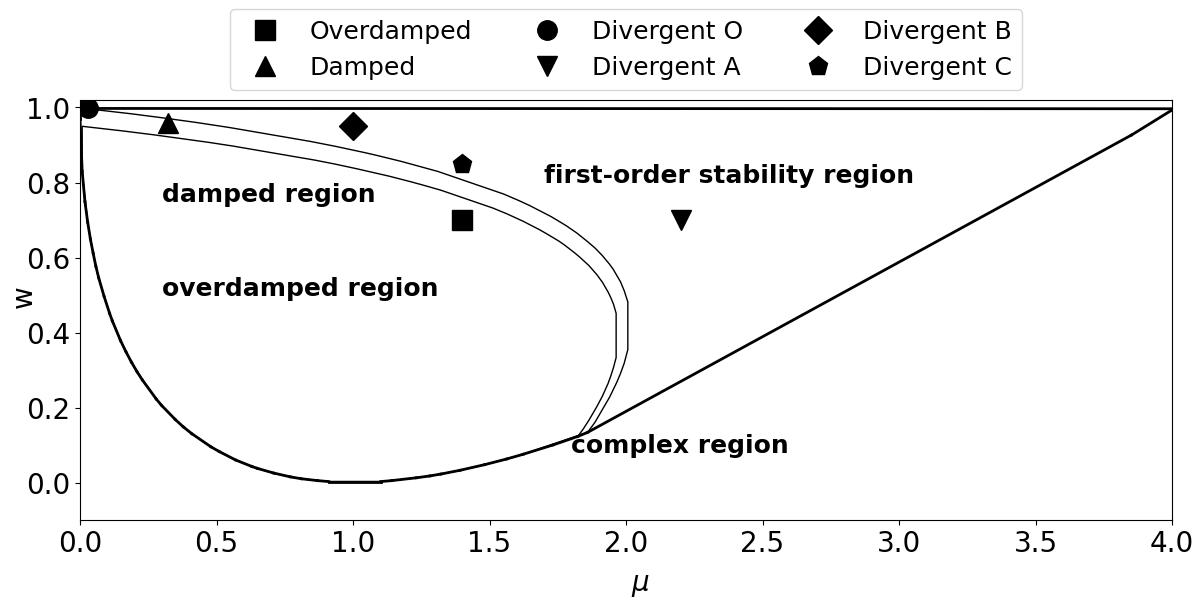 Overdamped Divergent O Divergent B
Damped Divergent A Divergent C
1.0
0.8
0.6
0.4
0.2
0.0
w
first-order stability region
damped region
overdamped region
complex region
0.0 0.5 1.0 1.5 2.0 2.5 3.0 3.5 4.0
μ